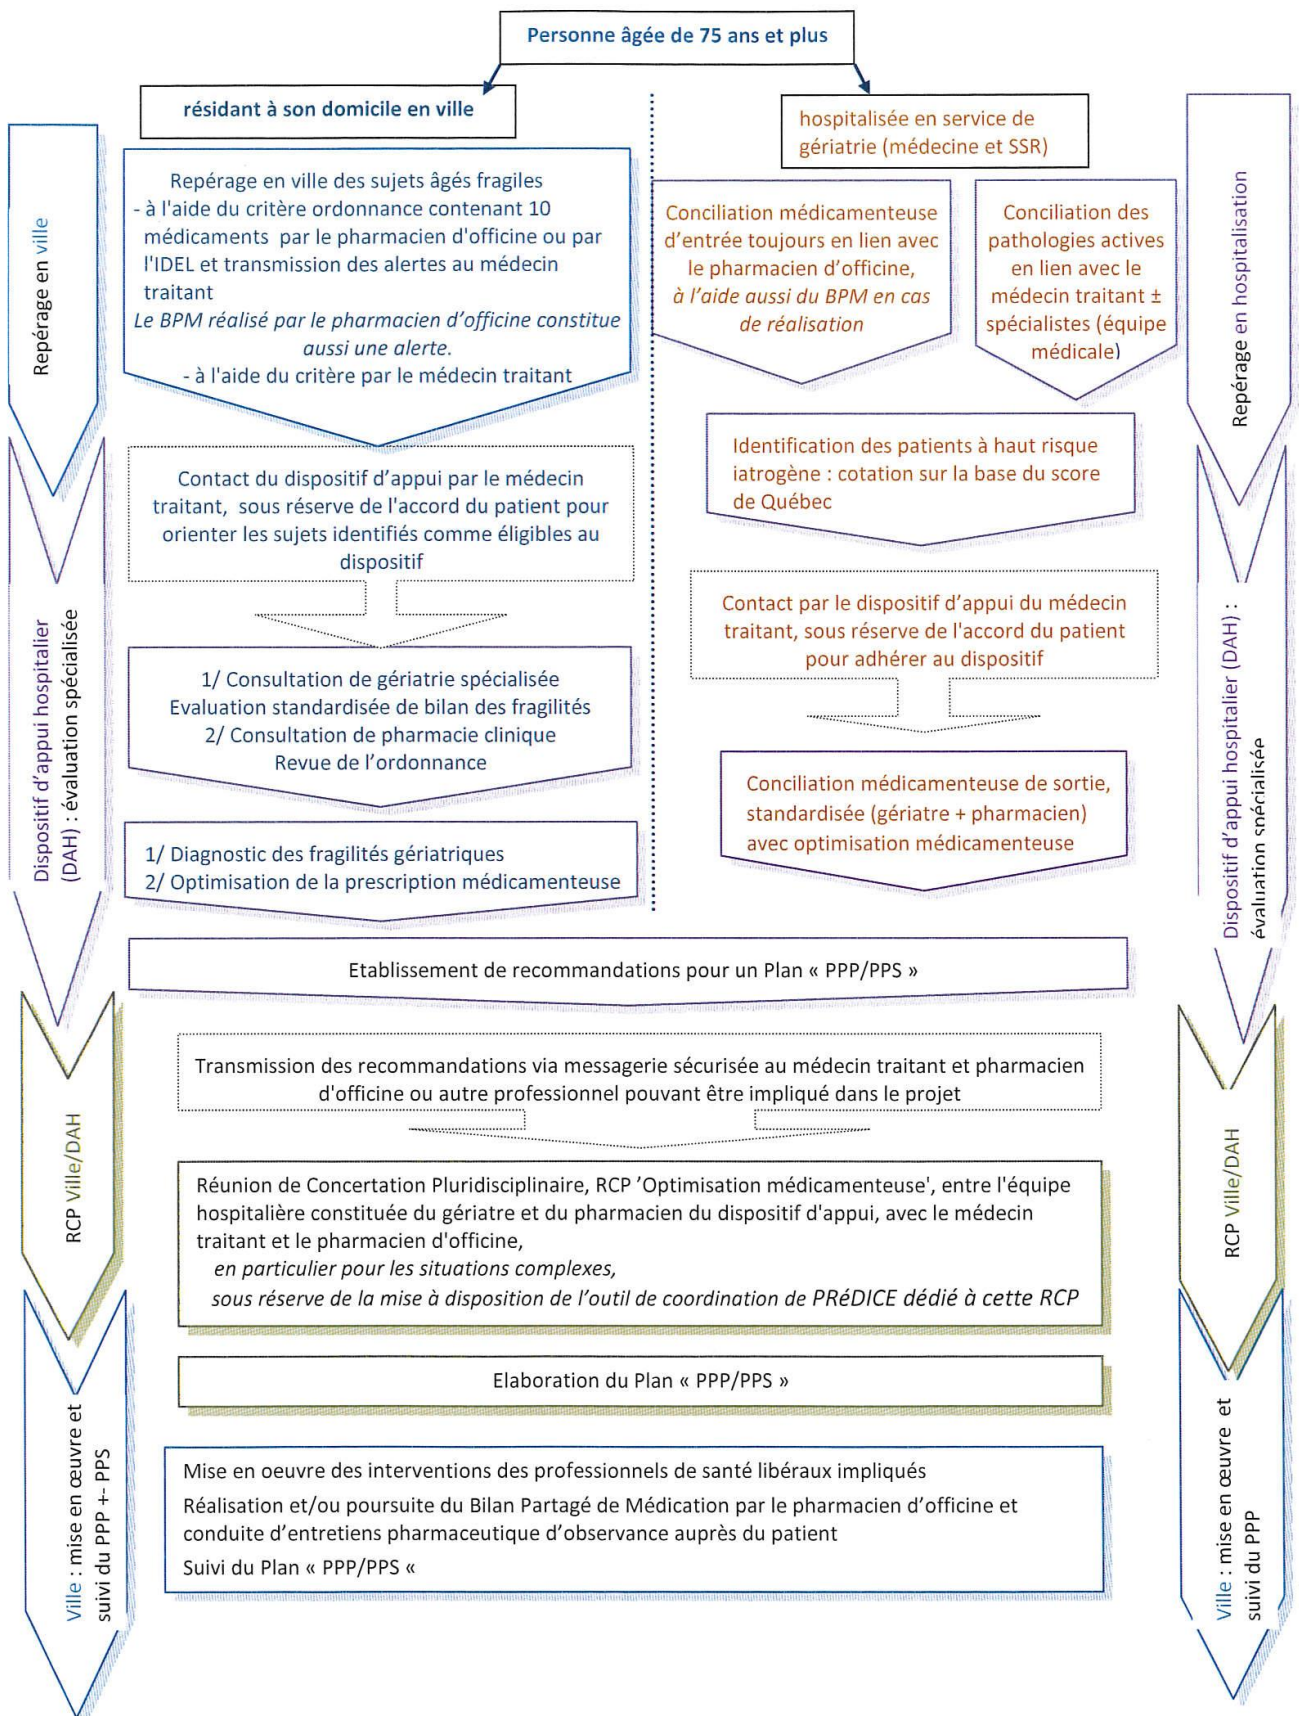 Personne âgée de 75 ans et plus
résidant à son domicile en ville
hospitalisée en service de
gériatrie (médecine et SSR)
Repérage en ville
Repérage en ville des sujets âgés fragiles
- à l'aide du critère ordonnance contenant 10
médicaments par le pharmacien d'officine ou par
l'IDEL et transmission des alertes au médecin
traitant
Le BPM réalisé par le pharmacien d'officine constitue
aussi une alerte.
- à l'aide du critère par le médecin traitant
Conciliation médicamenteuse
d'entrée toujours en lien avec
le pharmacien d'officine,
à l'aide aussi du BPM en cas
de réalisation
Conciliation des
pathologies actives
en lien avec le
médecin traitant ±
spécialistes (équipe
médicale)
Repérage en hospitalisation
Identification des patients à haut risque
iatrogène : cotation sur la base du score
de Québec
Contact du dispositif d'appui par le médecin
traitant, sous réserve de l'accord du patient pour
orienter les sujets identifiés comme éligibles au
dispositif
Contact par le dispositif d'appui du médecin
traitant, sous réserve de l'accord du patient
pour adhérer au dispositif
Dispositif d'appui hospitalier
(DAH) : évaluation spécialisée
1/ Consultation de gériatrie spécialisée
Evaluation standardisée de bilan des fragilités
2/ Consultation de pharmacie clinique
Revue de l'ordonnance
Conciliation médicamenteuse de sortie,
standardisée (gériatre + pharmacien)
avec optimisation médicamenteuse
Dispositif d'appui hospitalier (DAH) :
évaluation spécialisée
1/ Diagnostic des fragilités gériatriques
2/ Optimisation de la prescription médicamenteuse
Etablissement de recommandations pour un Plan « PPP/PPS »
Transmission des recommandations via messagerie sécurisée au médecin traitant et pharmacien
d'officine ou autre professionnel pouvant être impliqué dans le projet
RCP Ville/DAH
Réunion de Concertation Pluridisciplinaire, RCP 'Optimisation médicamenteuse', entre l'équipe
hospitalière constituée du gériatre et du pharmacien du dispositif d'appui, avec le médecin
traitant et le pharmacien d'officine,
en particulier pour les situations complexes,
sous réserve de la mise à disposition de l'outil de coordination de PRéDICE dédié à cette RCP
RCP Ville/DAH
Elaboration du Plan « PPP/PPS »
Ville : mise en œuvre et
suivi du PPP +- PPS
Mise en oeuvre des interventions des professionnels de santé libéraux impliqués
Réalisation et/ou poursuite du Bilan Partagé de Médication par le pharmacien d'officine et
conduite d'entretiens pharmaceutique d'observance auprès du patient
Suivi du Plan « PPP/PPS «
Ville : mise en œuvre et
suivi du PPP